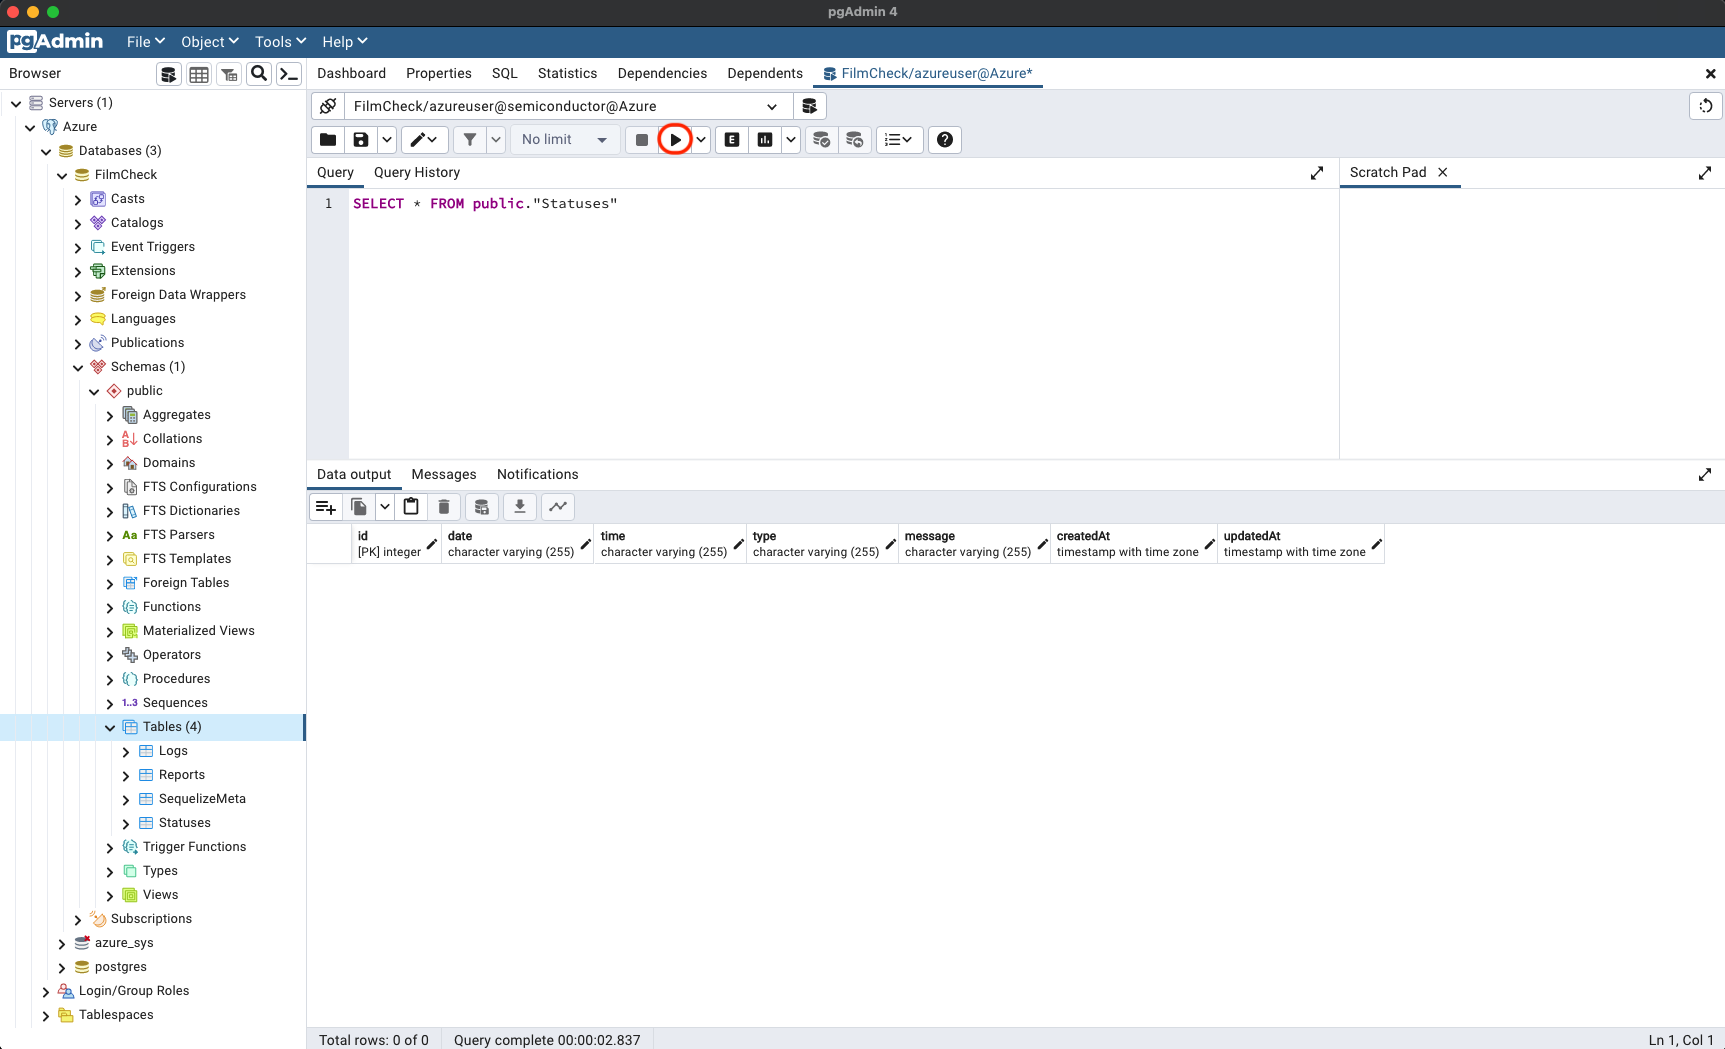 pgAdmin 4
pgAdmin File Object Tools Help
Browser
Dashboard Properties SQL Statistics Dependencies Dependents FilmCheck/azureuser@Azure*
Servers (1)
Azure
Databases (3)
FilmCheck
Casts
Catalogs
Event Triggers
Extensions
Foreign Data Wrappers
Languages
Publications
Schemas (1)
public
Aggregates
Collations
Domains
FTS Configurations
FTS Dictionaries
Aa FTS Parsers
FTS Templates
Foreign Tables
Functions
Materialized Views
Operators
Procedures
1..3 Sequences
Tables (4)
Logs
Reports
SequelizeMeta
Statuses
Trigger Functions
Types
Views
Subscriptions
azure_sys
postgres
Login/Group Roles
Tablespaces
FilmCheck/azureuser@semiconductor@Azure
No limit E
Query Query History
Scratch Pad
1 SELECT * FROM public."Statuses"
Data output Messages Notifications
id date time type message createdAt updatedAt
[PK] integer character varying (255) character varying (255) character varying (255) character varying (255) timestamp with time zone timestamp with time zone
Total rows: 0 of 0 Query complete 00:00:02.837 Ln 1, Col 1